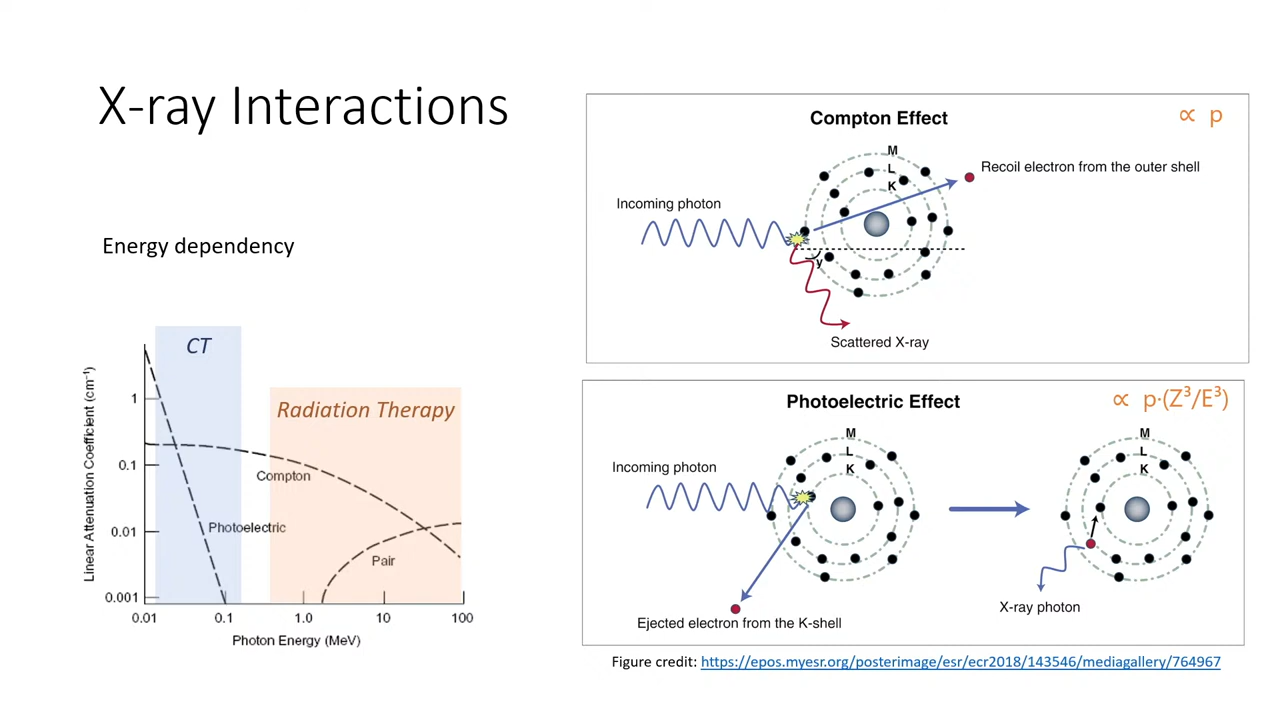 X-ray Interactions
Energy dependency
CT
Radiation Therapy
Linear Attenuation Coefficient (cm⁻¹)
1
0.1
0.01
0.001
Compton
Photoelectric
Pair
0.01
0.1
1.0
10
100
Photon Energy (MeV)
Compton Effect
∝ p
M
L
K
Recoil electron from the outer shell
Incoming photon
y
Scattered X-ray
Photoelectric Effect
∝ p·(Z³/E³)
M
L
K
Incoming photon
Ejected electron from the K-shell
M
L
K
X-ray photon
Figure credit: https://epos.myesr.org/posterimage/esr/ecr2018/143546/mediagallery/764967